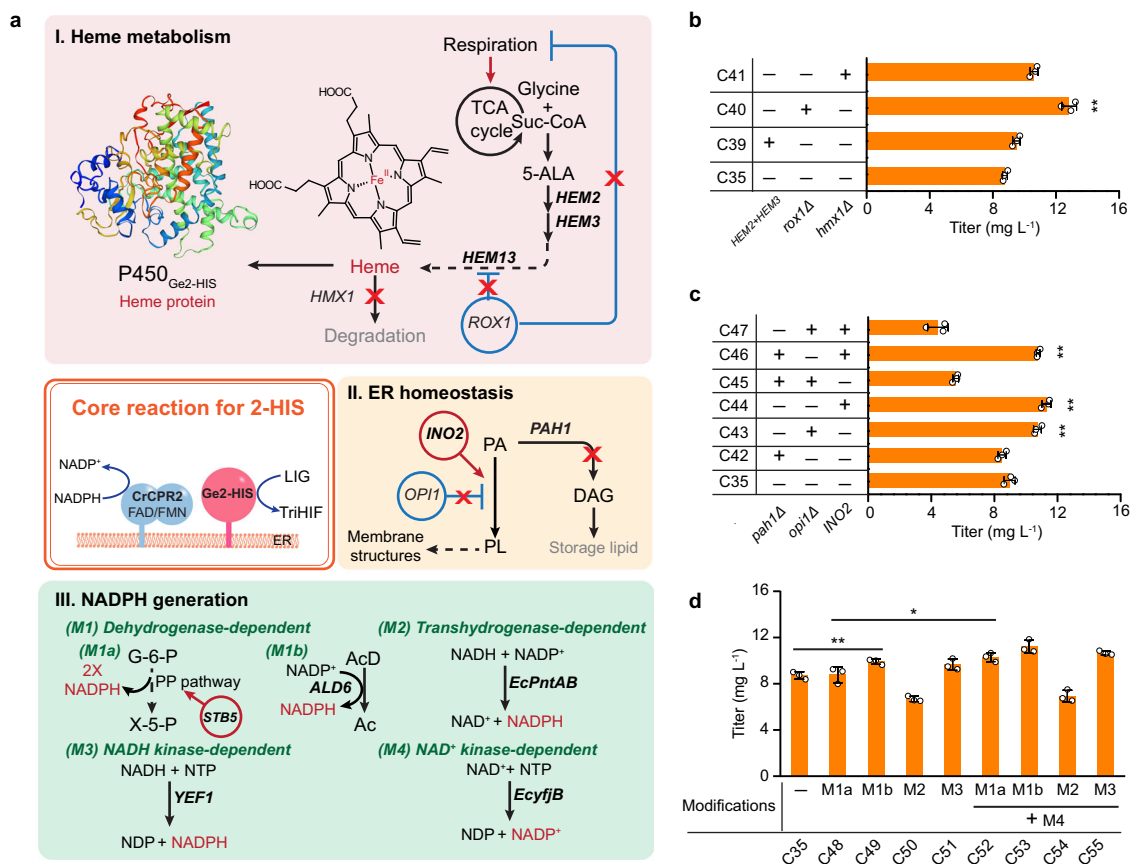 a
I. Heme metabolism
Respiration
HOOC
HOOC
N
N
N
N
Fe
II
TCA
cycle
Glycine
+
Suc-CoA
5-ALA
HEM2
HEM3
HEM13
Heme
P450Ge2-HIS
Heme protein
HMX1
Degradation
ROX1
Core reaction for 2-HIS
NADP⁺
NADPH
CrCPR2
FAD/FMN
Ge2-HIS
LIG
TriHIF
ER
II. ER homeostasis
INO2
OPI1
PA
PAH1
DAG
PL
Membrane
structures
Storage lipid
III. NADPH generation
(M1) Dehydrogenase-dependent
(M1a)
G-6-P
2X
NADPH
PP pathway
STB5
X-5-P
(M1b)
NADP⁺
AcD
ALD6
NADPH
Ac
(M2) Transhydrogenase-dependent
NADH + NADP⁺
EcPntAB
NAD⁺ + NADPH
(M3) NADH kinase-dependent
NADH + NTP
YEF1
NDP + NADPH
(M4) NAD⁺ kinase-dependent
NAD⁺+ NTP
EcyfjB
NDP + NADP⁺
b
C41 — — +
C40 — + — **
C39 + — —
C35 — — —
HEM2+HEM3 rox1Δ hmx1Δ
0 4 8 12 16
Titer (mg L⁻¹)
c
C47 — + +
C46 + — + **
C45 + + —
C44 — — + **
C43 — + — **
C42 + — —
C35 — — —
pah1Δ opi1Δ INO2
0 4 8 12 16
Titer (mg L⁻¹)
d
16
12
8
4
0
Titer (mg L⁻¹)
**
*
Modifications
— M1a M1b M2 M3 M1a M1b M2 M3
+ M4
C35 C48 C49 C50 C51 C52 C53 C54 C55